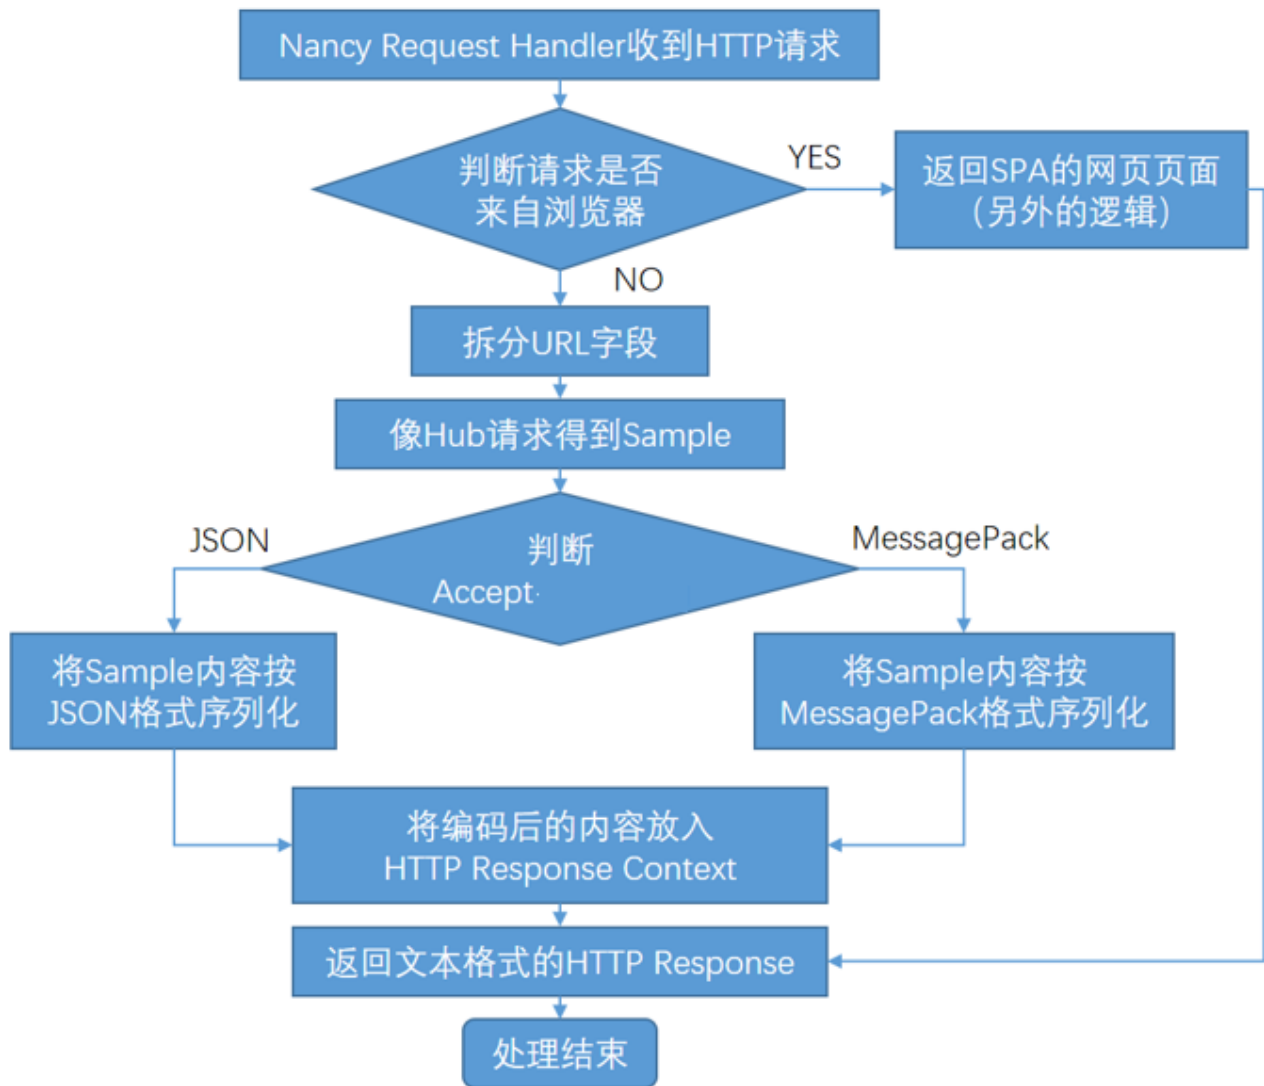 Nancy Request Handler收到HTTP请求
判断请求是否
来自浏览器
YES
返回SPA的网页页面
（另外的逻辑）
NO
拆分URL字段
像Hub请求得到Sample
判断
Accept
JSON
MessagePack
将Sample内容按
JSON格式序列化
将Sample内容按
MessagePack格式序列化
将编码后的内容放入
HTTP Response Context
返回文本格式的HTTP Response
处理结束